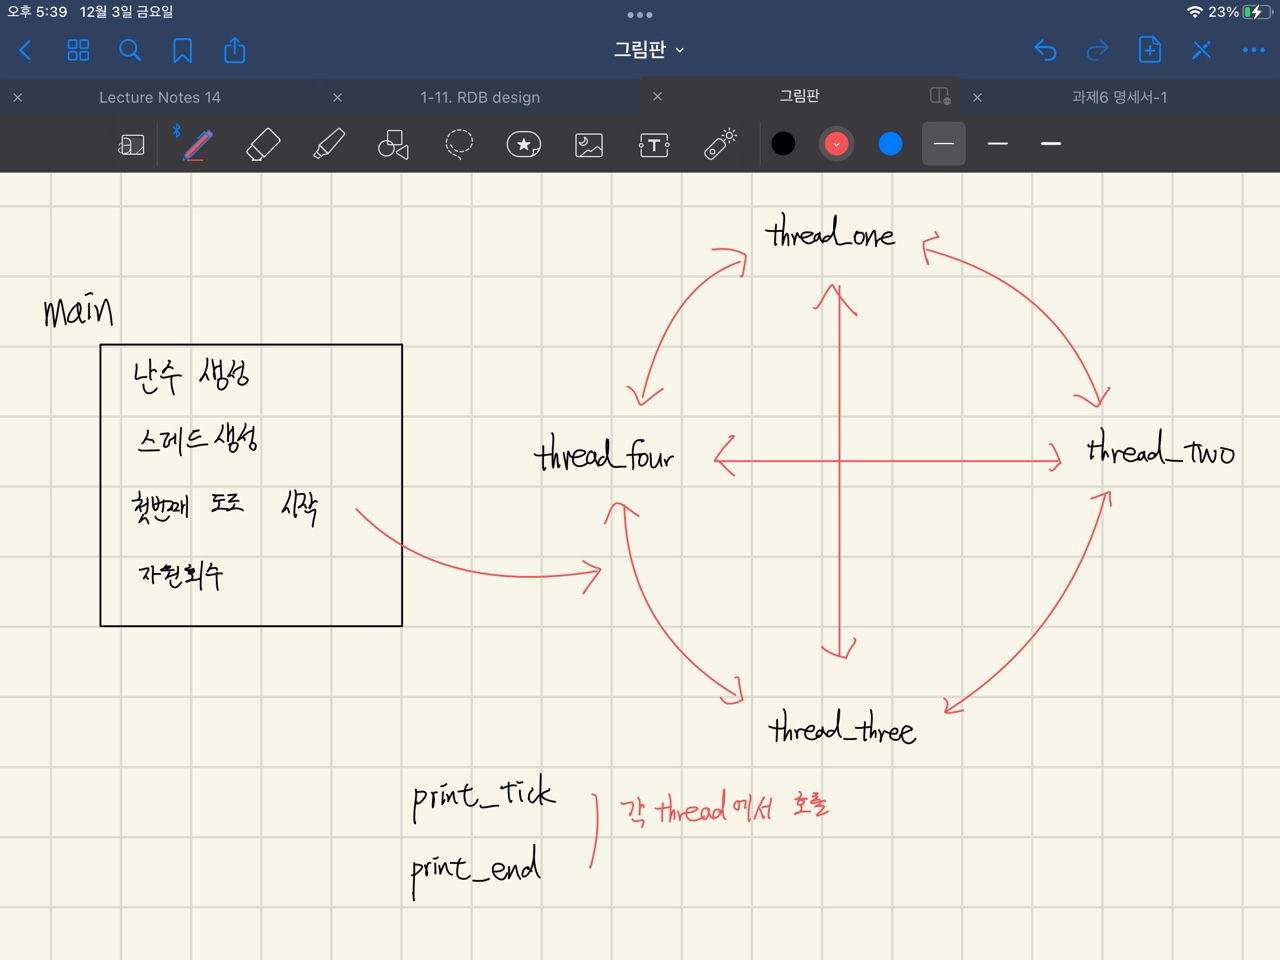 오후 5:39 12월 3일 금요일
23%
그림판
Lecture Notes 14
1-11. RDB design
그림판
과제6 명세서-1
T
thread_one
main
난수 생성
스레드 생성
첫번째 도로 시작
자원회수
thread_four
thread_two
thread_three
print_tick
각 thread에서 호출
print_end